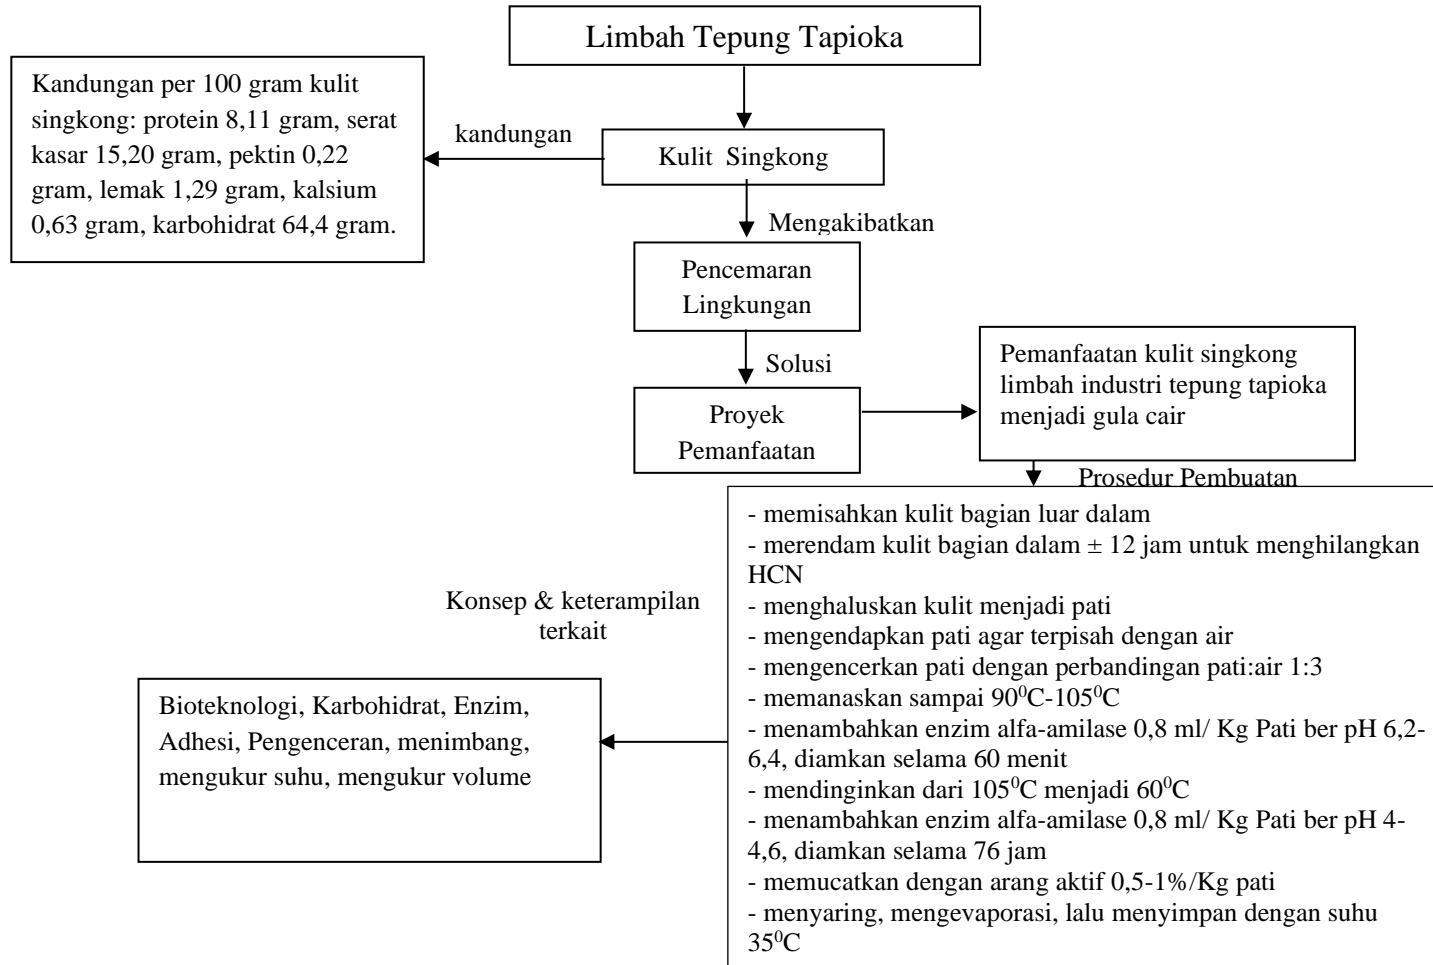 Limbah Tepung Tapioka
Kandungan per 100 gram kulit
singkong: protein 8,11 gram, serat
kasar 15,20 gram, pektin 0,22
gram, lemak 1,29 gram, kalsium
0,63 gram, karbohidrat 64,4 gram.
kandungan
Kulit Singkong
Mengakibatkan
Pencemaran
Lingkungan
Solusi
Proyek
Pemanfaatan
Pemanfaatan kulit singkong
limbah industri tepung tapioka
menjadi gula cair
Prosedur Pembuatan
- memisahkan kulit bagian luar dalam
- merendam kulit bagian dalam ± 12 jam untuk menghilangkan
HCN
- menghaluskan kulit menjadi pati
- mengendapkan pati agar terpisah dengan air
- mengencerkan pati dengan perbandingan pati:air 1:3
- memanaskan sampai 90⁰C-105⁰C
- menambahkan enzim alfa-amilase 0,8 ml/ Kg Pati ber pH 6,2-
6,4, diamkan selama 60 menit
- mendinginkan dari 105⁰C menjadi 60⁰C
- menambahkan enzim alfa-amilase 0,8 ml/ Kg Pati ber pH 4-
4,6, diamkan selama 76 jam
- memucatkan dengan arang aktif 0,5-1%/Kg pati
- menyaring, mengevaporasi, lalu menyimpan dengan suhu
35⁰C
Konsep & keterampilan
terkait
Bioteknologi, Karbohidrat, Enzim,
Adhesi, Pengenceran, menimbang,
mengukur suhu, mengukur volume